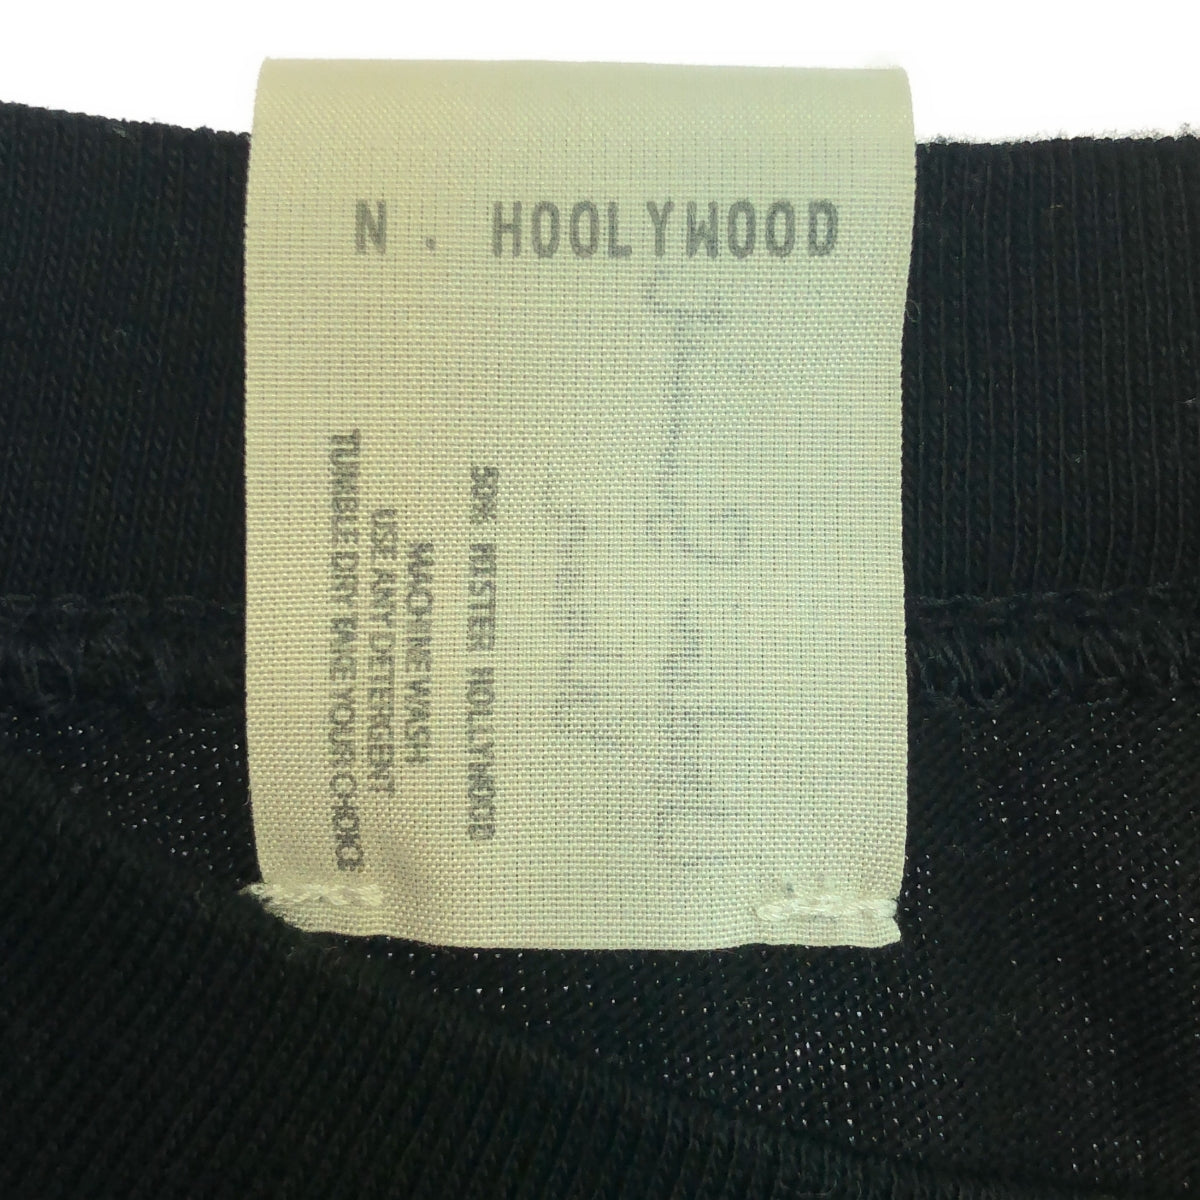 N. HOOLYWOOD
50% MISTER HOLLYWOOD
MACHINE WASH
USE ANY DETERGENT
TUMBLE DRY TAKE YOUR CHOICE